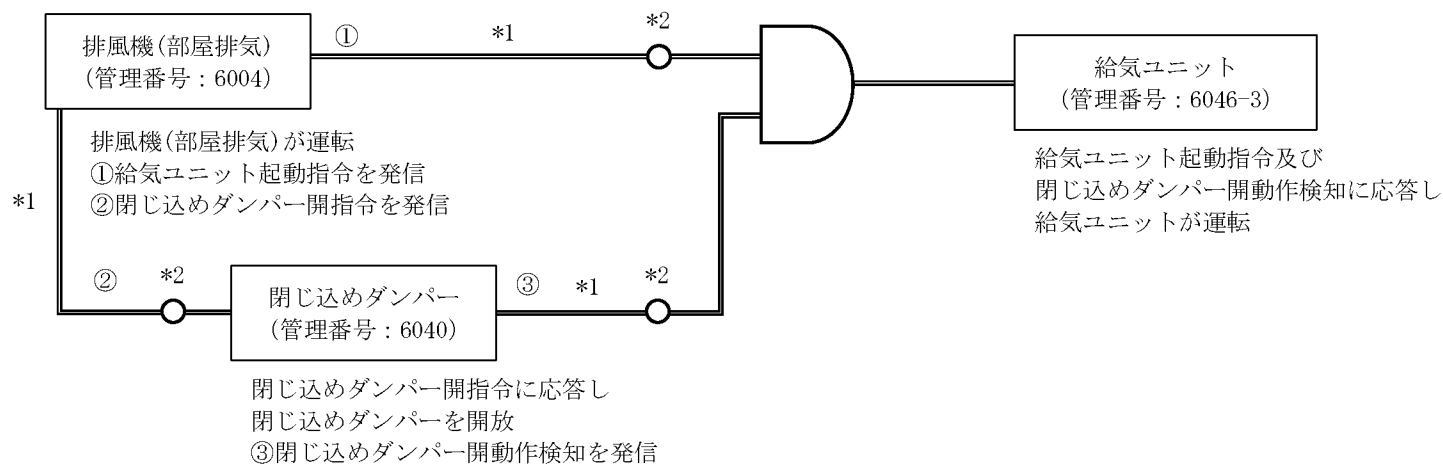 排風機(部屋排気)
(管理番号：6004)
①
*1
*2
給気ユニット
(管理番号：6046-3)
排風機(部屋排気)が運転
①給気ユニット起動指令を発信
②閉じ込めダンパー開指令を発信
*1
給気ユニット起動指令及び
閉じ込めダンパー開動作検知に応答し
給気ユニットが運転
②
*2
閉じ込めダンパー
(管理番号：6040)
③
*1
*2
閉じ込めダンパー開指令に応答し
閉じ込めダンパーを開放
③閉じ込めダンパー開動作検知を発信